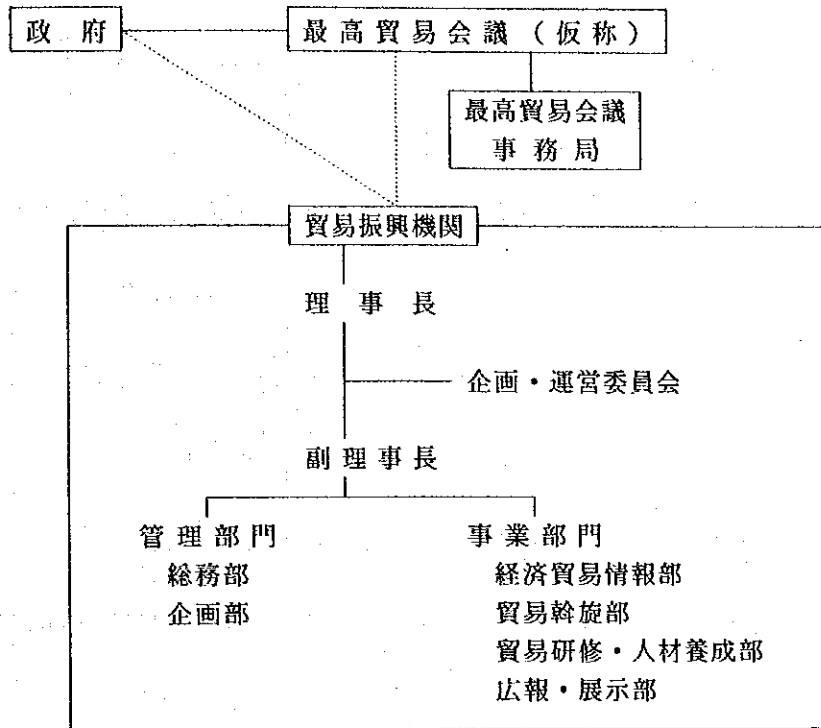 政府
最高貿易会議（仮称）
最高貿易会議
事務局
貿易振興機関
理事長
企画・運営委員会
副理事長
管理部門
総務部
企画部
事業部門
経済貿易情報部
貿易斡旋部
貿易研修・人材養成部
広報・展示部